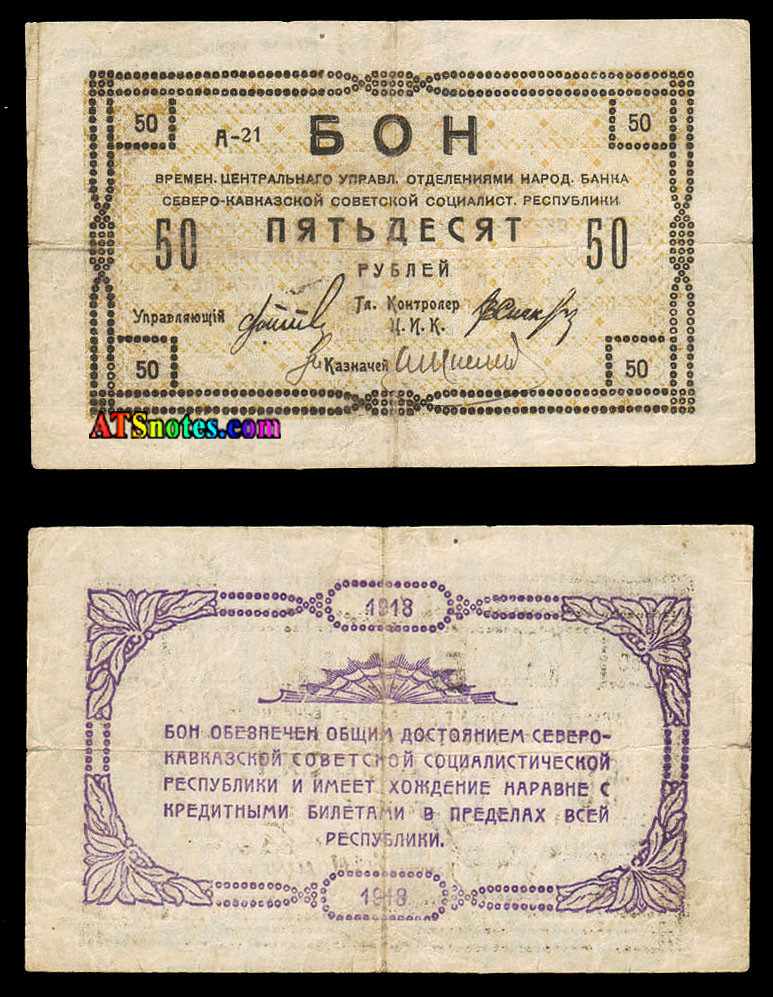 50 А-21 БОН 50
ВРЕМЕН. ЦЕНТРАЛЬНАГО УПРАВЛ. ОТДЕЛЕНИЯМИ НАРОД. БАНКА
СЕВЕРО-КАВКАЗСКОЙ СОВЕТСКОЙ СОЦИАЛИСТ. РЕСПУБЛИКИ
50 ПЯТЬДЕСЯТ 50
РУБЛЕЙ
Управляющій Гл. Контролер
Ц.И.К.
50 Казначей 50
ATSnotes.com
1918
БОН ОБЕЗПЕЧЕН ОБЩИМ ДОСТОЯНИЕМ СЕВЕРО-
КАВКАЗСКОЙ СОВЕТСКОЙ СОЦИАЛИСТИЧЕСКОЙ
РЕСПУБЛИКИ И ИМЕЕТ ХОЖДЕНИЕ НАРАВНЕ С
КРЕДИТНЫМИ БИЛЕТАМИ В ПРЕДЕЛАХ ВСЕЙ
РЕСПУБЛИКИ.
1918